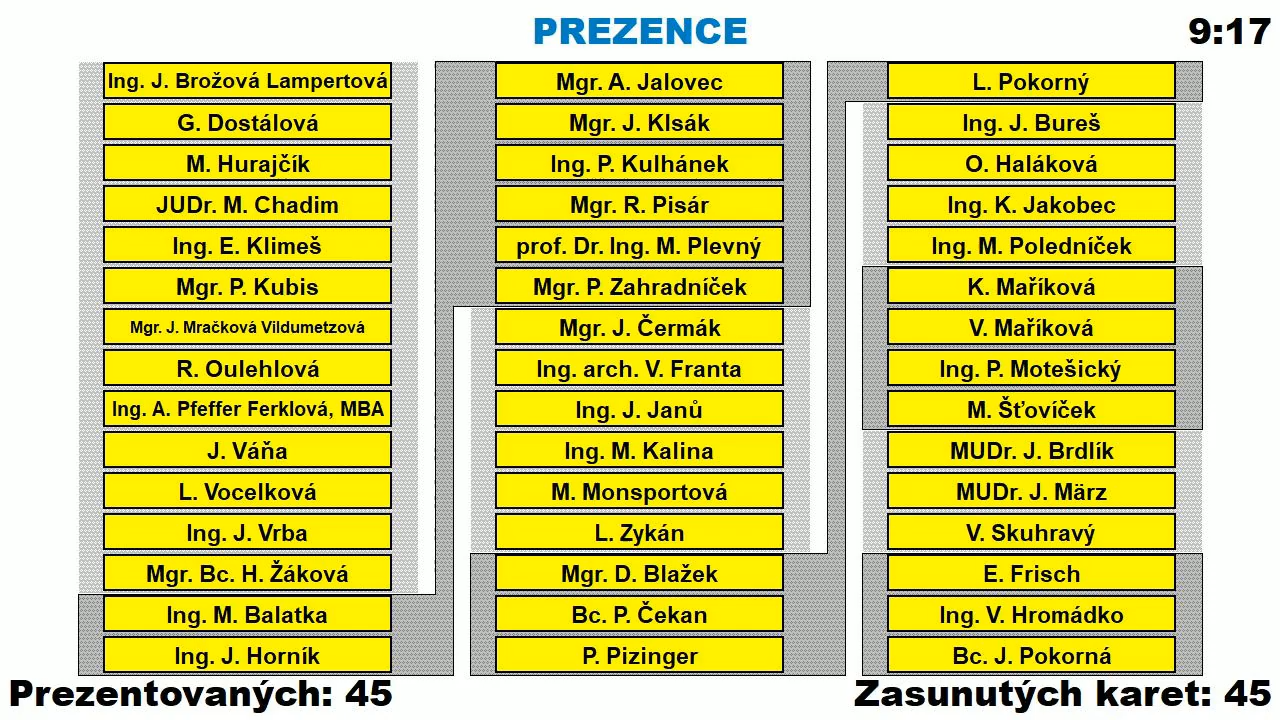 PREZENCE
9:17
Ing. J. Brožová Lampertová
G. Dostálová
M. Hurajčík
JUDr. M. Chadim
Ing. E. Klimeš
Mgr. P. Kubis
Mgr. J. Mračková Vildumetzová
R. Oulehlová
Ing. A. Pfeffer Ferklová, MBA
J. Váňa
L. Vocelková
Ing. J. Vrba
Mgr. Bc. H. Žáková
Ing. M. Balatka
Ing. J. Horník
Mgr. A. Jalovec
Mgr. J. Klsák
Ing. P. Kulhánek
Mgr. R. Pisár
prof. Dr. Ing. M. Plevný
Mgr. P. Zahradníček
Mgr. J. Čermák
Ing. arch. V. Franta
Ing. J. Janů
Ing. M. Kalina
M. Monsportová
L. Zykán
Mgr. D. Blažek
Bc. P. Čekan
P. Pizinger
L. Pokorný
Ing. J. Bureš
O. Haláková
Ing. K. Jakobec
Ing. M. Poledníček
K. Maříková
V. Maříková
Ing. P. Motešický
M. Šťovíček
MUDr. J. Brdlík
MUDr. J. März
V. Skuhravý
E. Frisch
Ing. V. Hromádko
Bc. J. Pokorná
Prezentovaných: 45
Zasunutých karet: 45